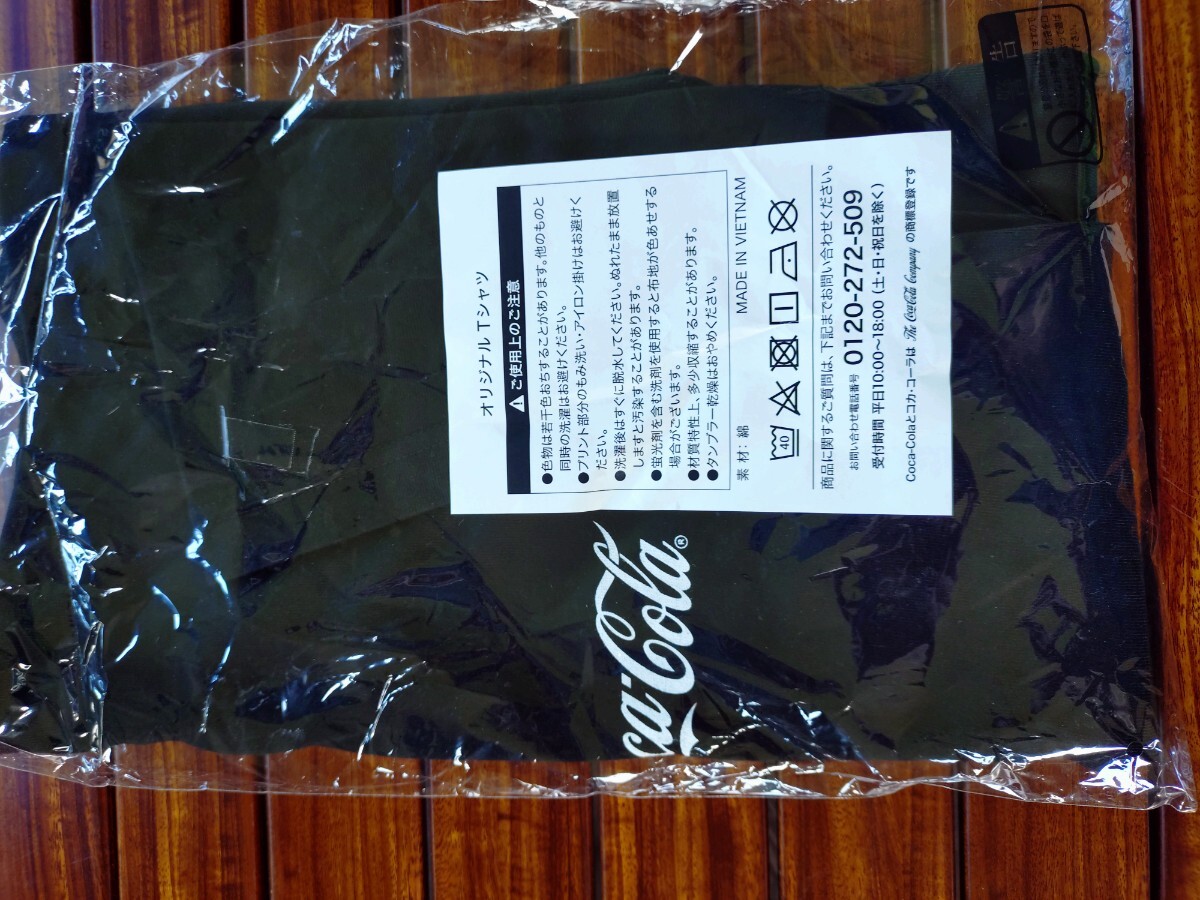 オリジナル Tシャツ
⚠ ご使用上のご注意
●色物は若干色おちすることがあります。他のものと
同時の洗濯はお避けください。
●プリント部分のもみ洗い・アイロン掛けはお避けく
ださい。
●洗濯後はすぐに脱水してください。ぬれたまま放置
しますと汚染することがあります。
●蛍光剤を含む洗剤を使用すると布地が色あせする
場合がございます。
●材質特性上、多少収縮することがあります。
●タンブラー乾燥はおやめください。
素 材: 綿 MADE IN VIETNAM
40
商品に関するご質問は、下記までお問い合わせください。
お問い合わせ電話番号 0120-272-509
受付時間 平日10:00〜18:00 (土・日・祝日を除く)
Coca-Colaとコカ・コーラは The Coca-Cola Company の商標登録です
ca-Cola®